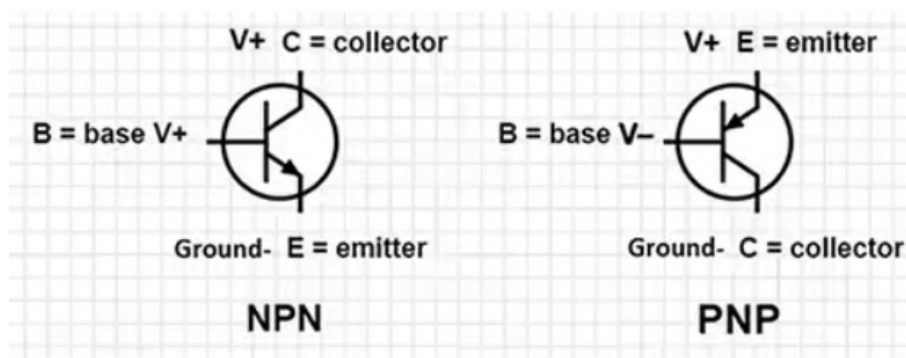 V+ C = collector
B = base V+
Ground- E = emitter
NPN
V+ E = emitter
B = base V–
Ground- C = collector
PNP